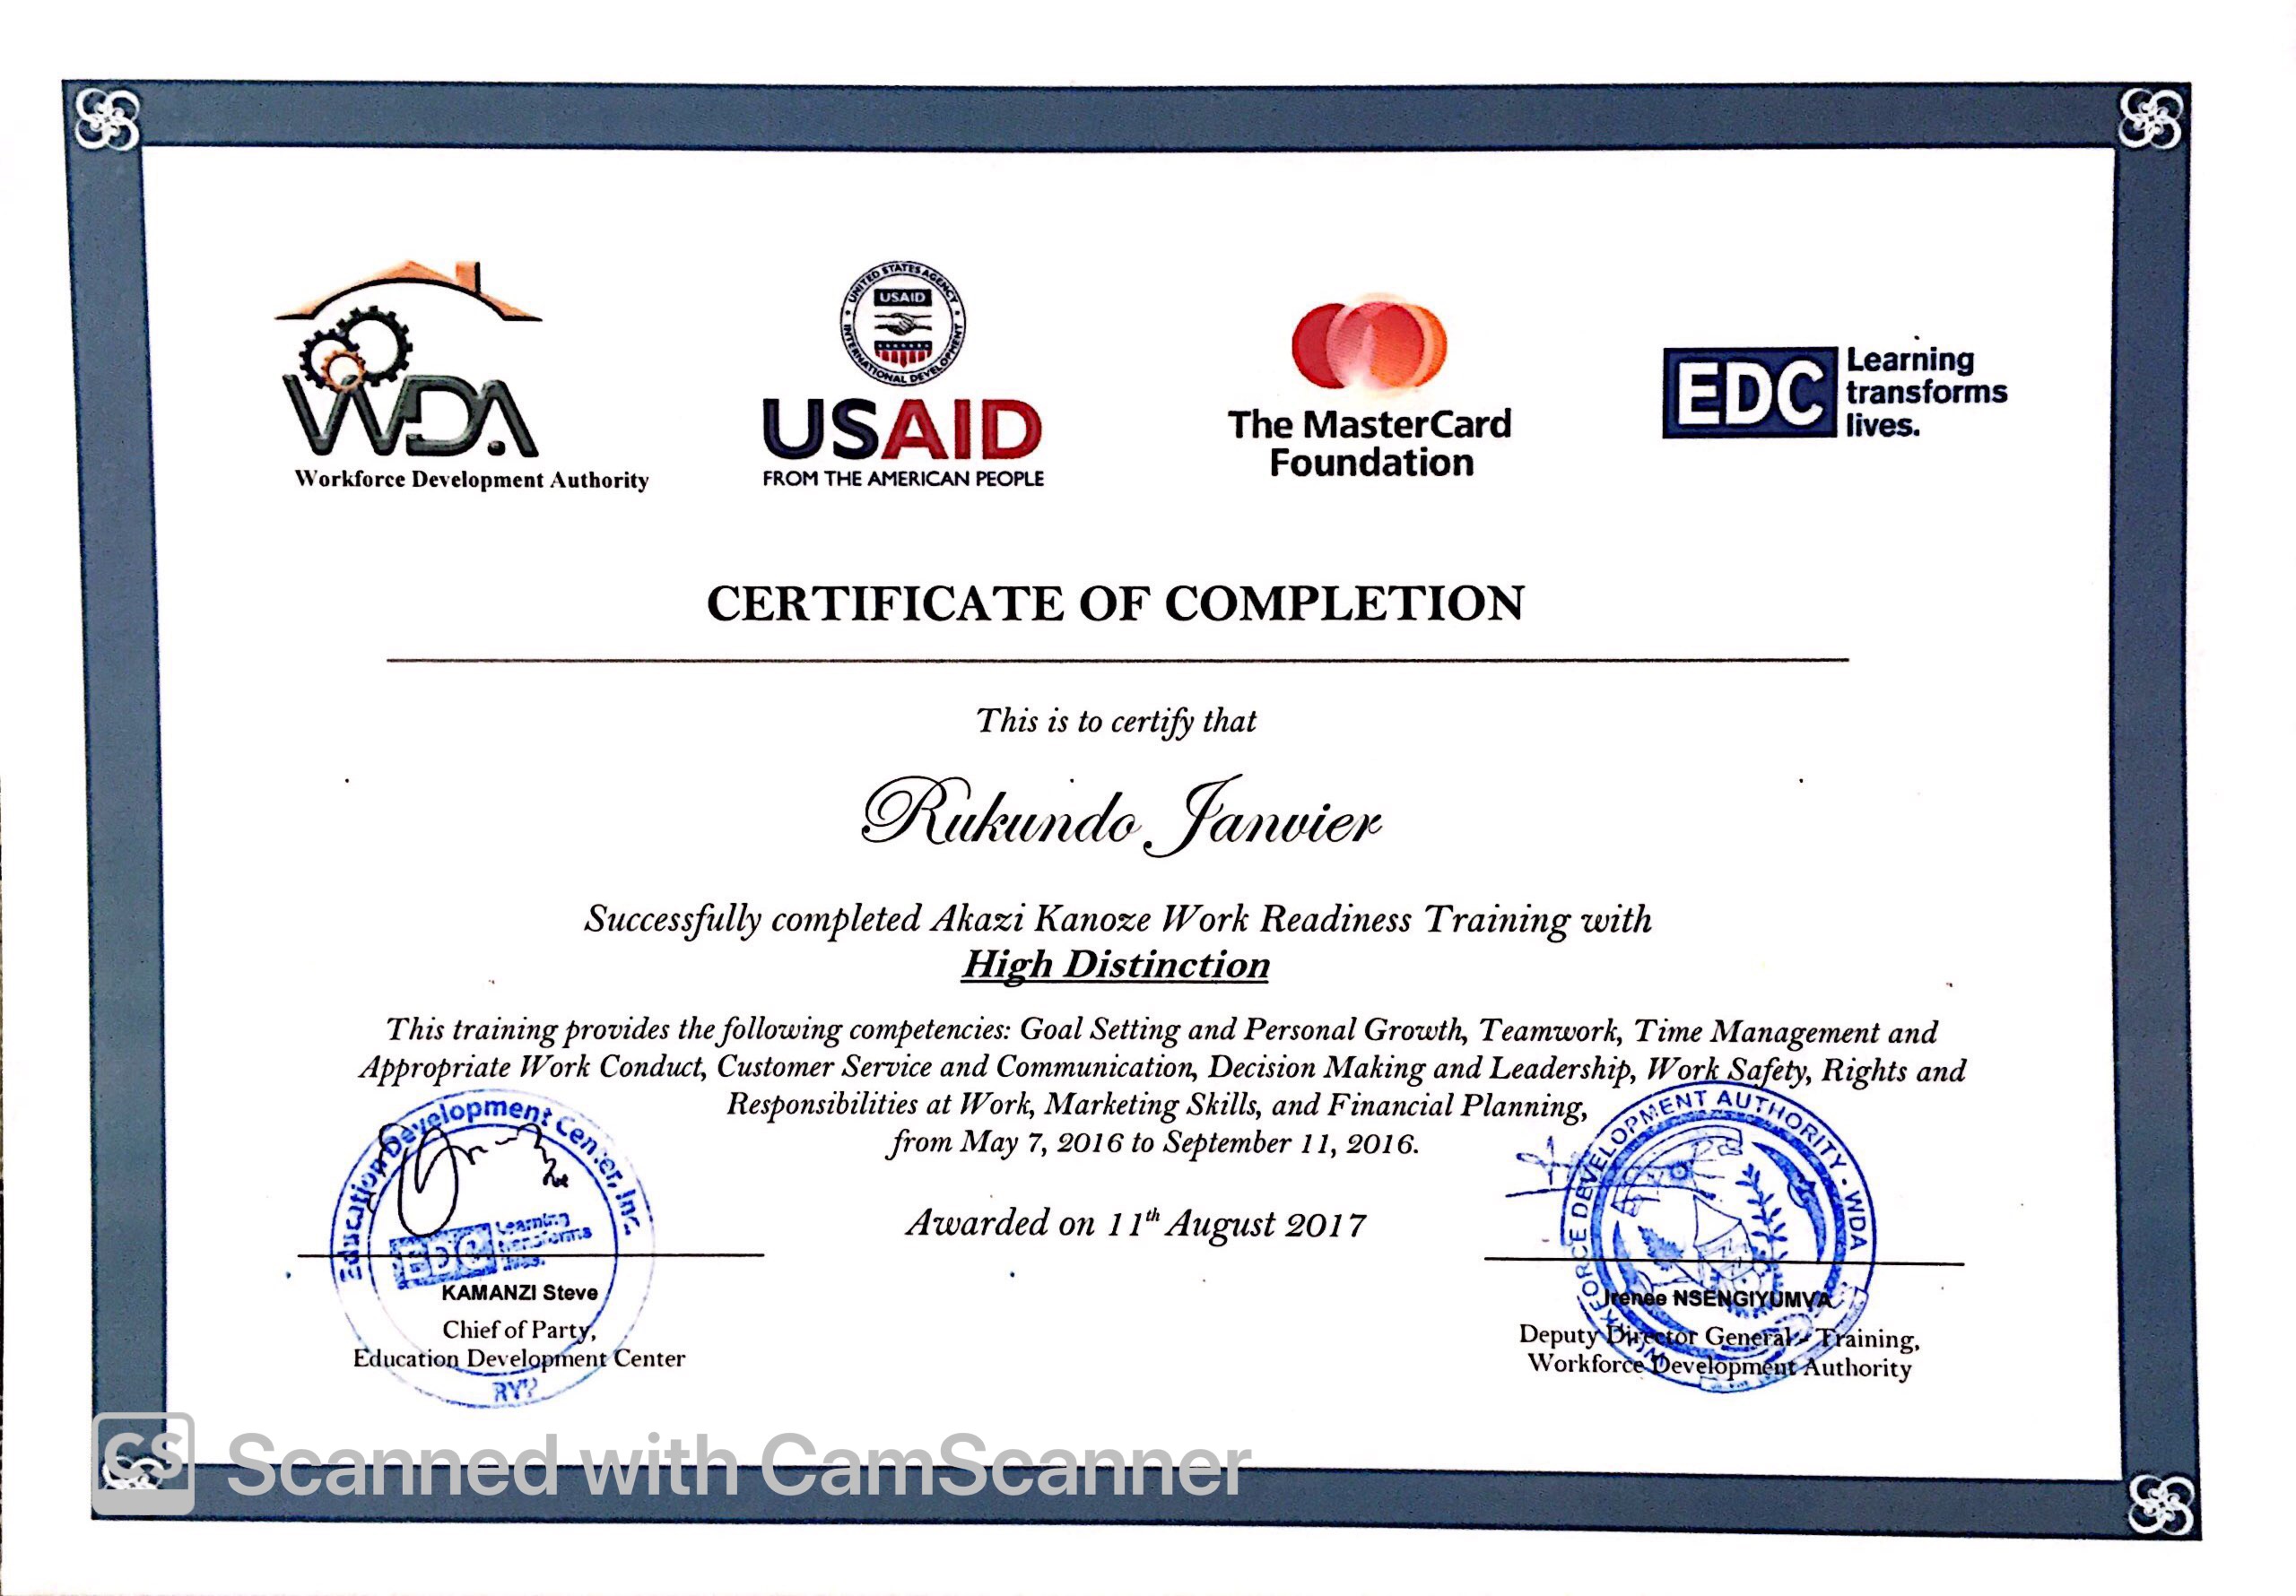 WDA
Workforce Development Authority
UNITED STATES AGENCY
INTERNATIONAL DEVELOPMENT
USAID
USAID
FROM THE AMERICAN PEOPLE
The MasterCard
Foundation
EDC
Learning
transforms
lives.
CERTIFICATE OF COMPLETION
This is to certify that
Rukundo Janvier
Successfully completed Akazi Kanoze Work Readiness Training with
High Distinction
This training provides the following competencies: Goal Setting and Personal Growth, Teamwork, Time Management and
Appropriate Work Conduct, Customer Service and Communication, Decision Making and Leadership, Work Safety, Rights and
Responsibilities at Work, Marketing Skills, and Financial Planning,
from May 7, 2016 to September 11, 2016.
Awarded on 11th August 2017
Education Development Center, Inc.
EDC
Learning
transforms
lives.
KAMANZI Steve
Chief of Party,
Education Development Center
RYP
WORKFORCE DEVELOPMENT AUTHORITY - WDA
Irenee NSENGIYUMVA
Deputy Director General - Training,
Workforce Development Authority
CS Scanned with CamScanner